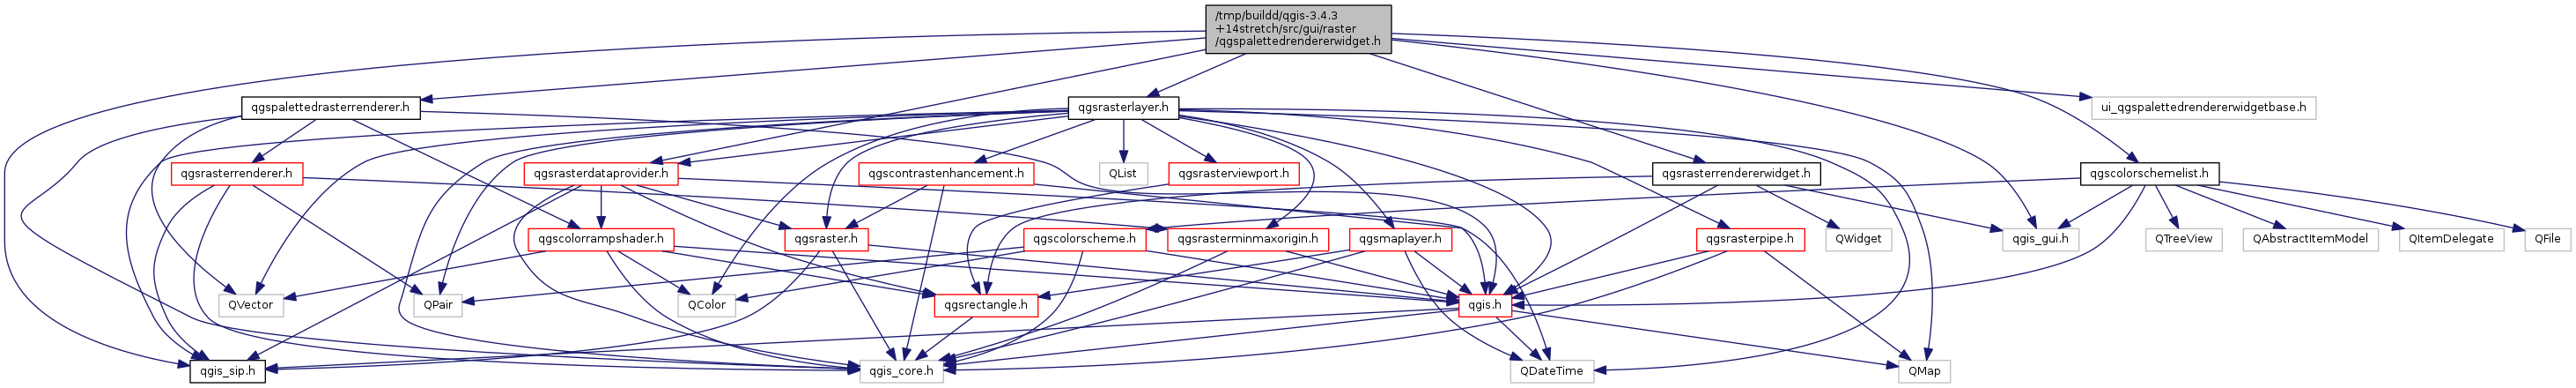 /tmp/buildd/qgis-3.4.3
+14stretch/src/gui/raster
/qgspalettedrendererwidget.h
qgspalettedrasterrenderer.h
qgsrasterlayer.h
ui_qgspalettedrendererwidgetbase.h
qgsrasterrenderer.h
qgsrasterdataprovider.h
qgscontrastenhancement.h
QList
qgsrasterviewport.h
qgsrasterrendererwidget.h
qgscolorschemelist.h
qgscolorrampshader.h
qgsraster.h
qgscolorscheme.h
qgsrasterminmaxorigin.h
qgsmaplayer.h
qgsrasterpipe.h
QWidget
qgis_gui.h
QTreeView
QAbstractItemModel
QItemDelegate
QFile
QVector
QPair
QColor
qgsrectangle.h
qgis.h
qgis_sip.h
qgis_core.h
QDateTime
QMap